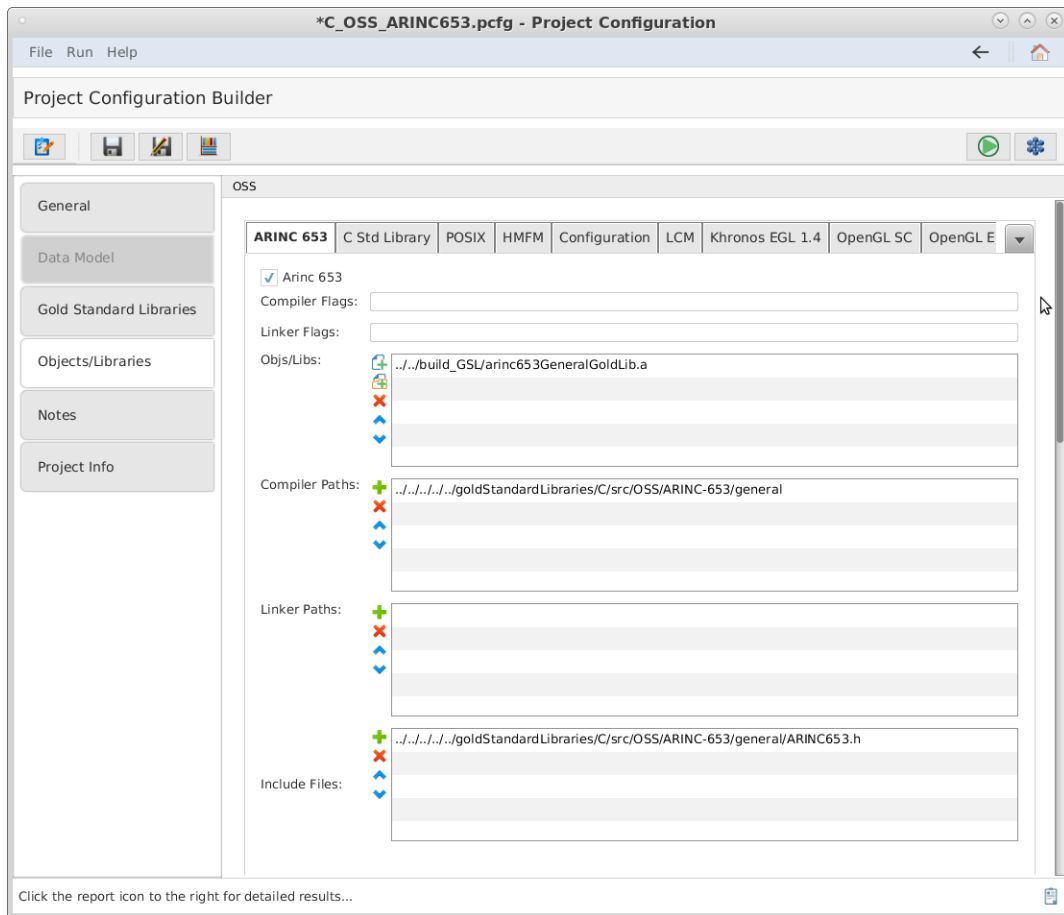 *C_OSS_ARINC653.pcfg - Project Configuration
File Run Help
Project Configuration Builder
General
Data Model
Gold Standard Libraries
Objects/Libraries
Notes
Project Info
OSS
ARINC 653 C Std Library POSIX HMFM Configuration LCM Khronos EGL 1.4 OpenGL SC OpenGL E
Arinc 653
Compiler Flags:
Linker Flags:
Objs/Libs:
../../build_GSL/arinc653GeneralGoldLib.a
Compiler Paths:
../../../../../goldStandardLibraries/C/src/OSS/ARINC-653/general
Linker Paths:
../../../../../goldStandardLibraries/C/src/OSS/ARINC-653/general/ARINC653.h
Include Files:
Click the report icon to the right for detailed results...